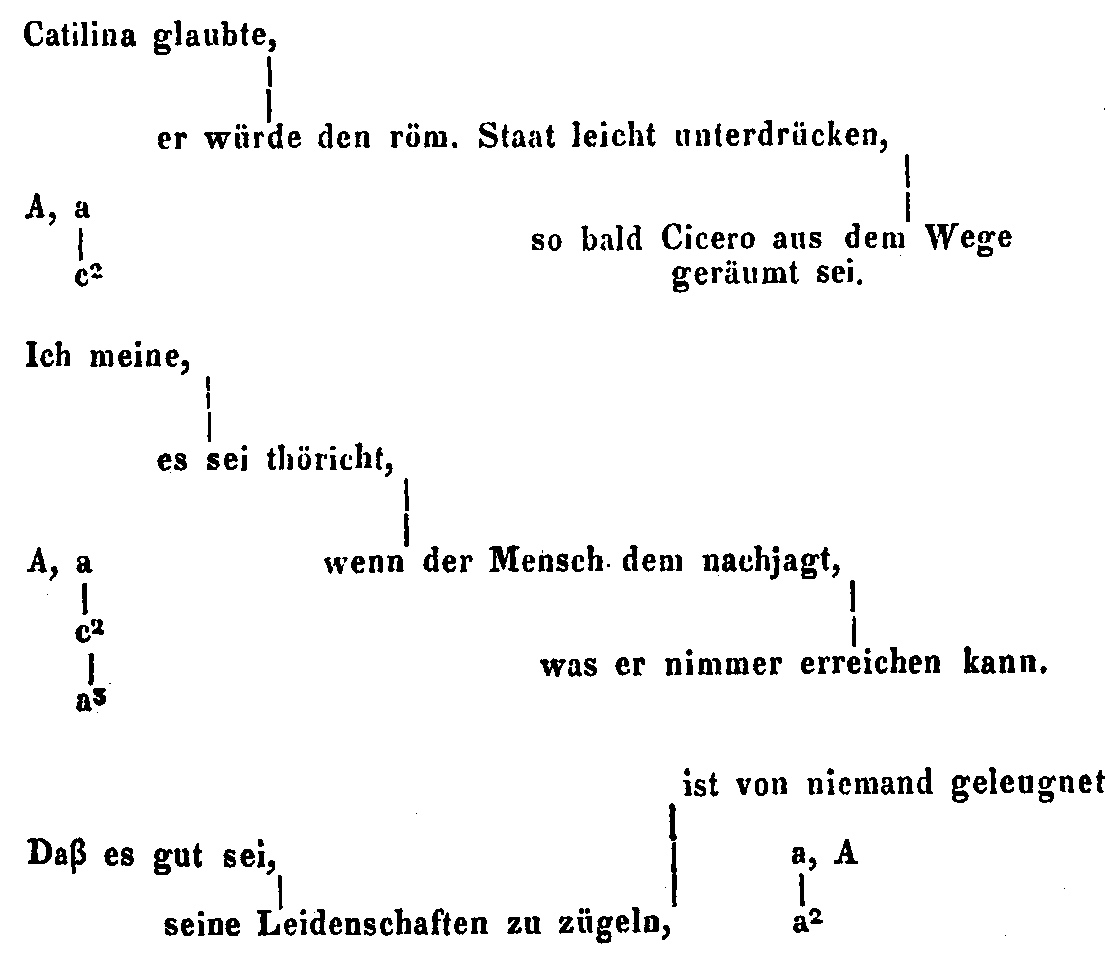 Catilina glaubte,
er würde den röm. Staat leicht unterdrücken,
A, a
so bald Cicero aus dem Wege
c²
geräumt sei.
Ich meine,
es sei thöricht,
A, a
wenn der Mensch dem nachjagt,
c²
was er nimmer erreichen kann.
a³
ist von niemand geleugnet
Daß es gut sei,
a, A
seine Leidenschaften zu zügeln,
a²